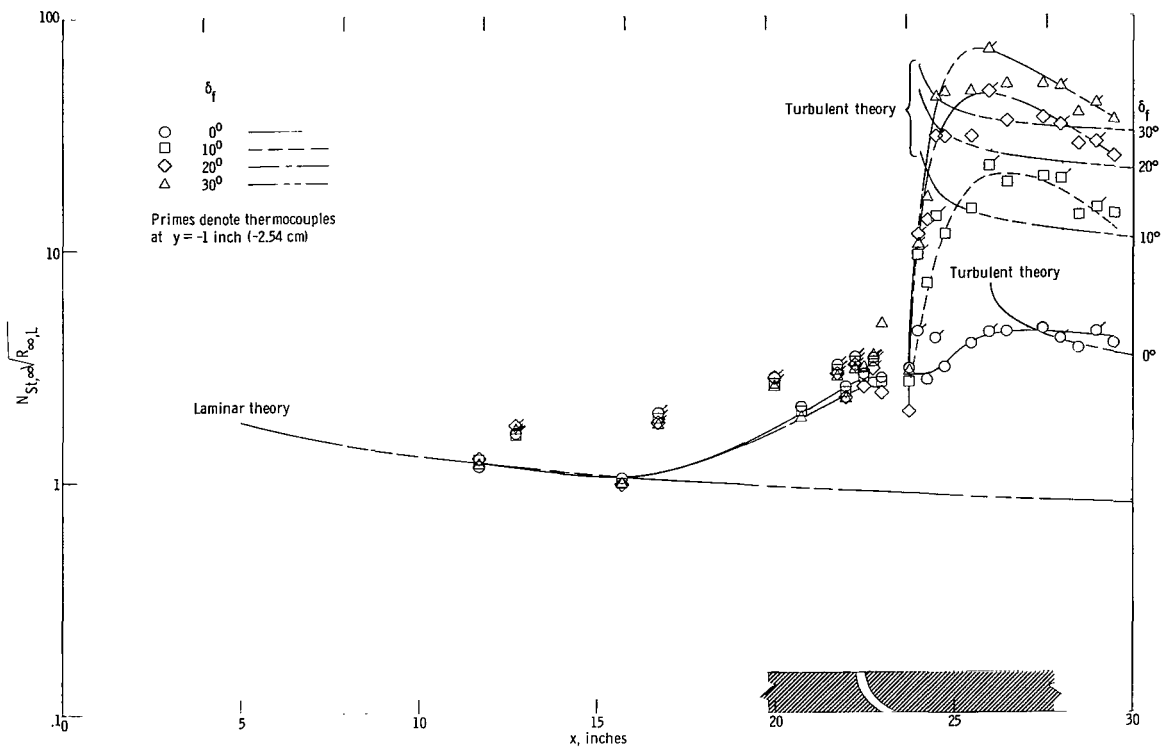 100
δf
0°
10°
20°
30°
Primes denote thermocouples
at y = -1 inch (-2.54 cm)
Turbulent theory
δf
30°
20°
10°
10
Turbulent theory
0°
N_St,∞ √R_∞,L
Laminar theory
1
.1
0
5
10
15
20
25
30
x, inches